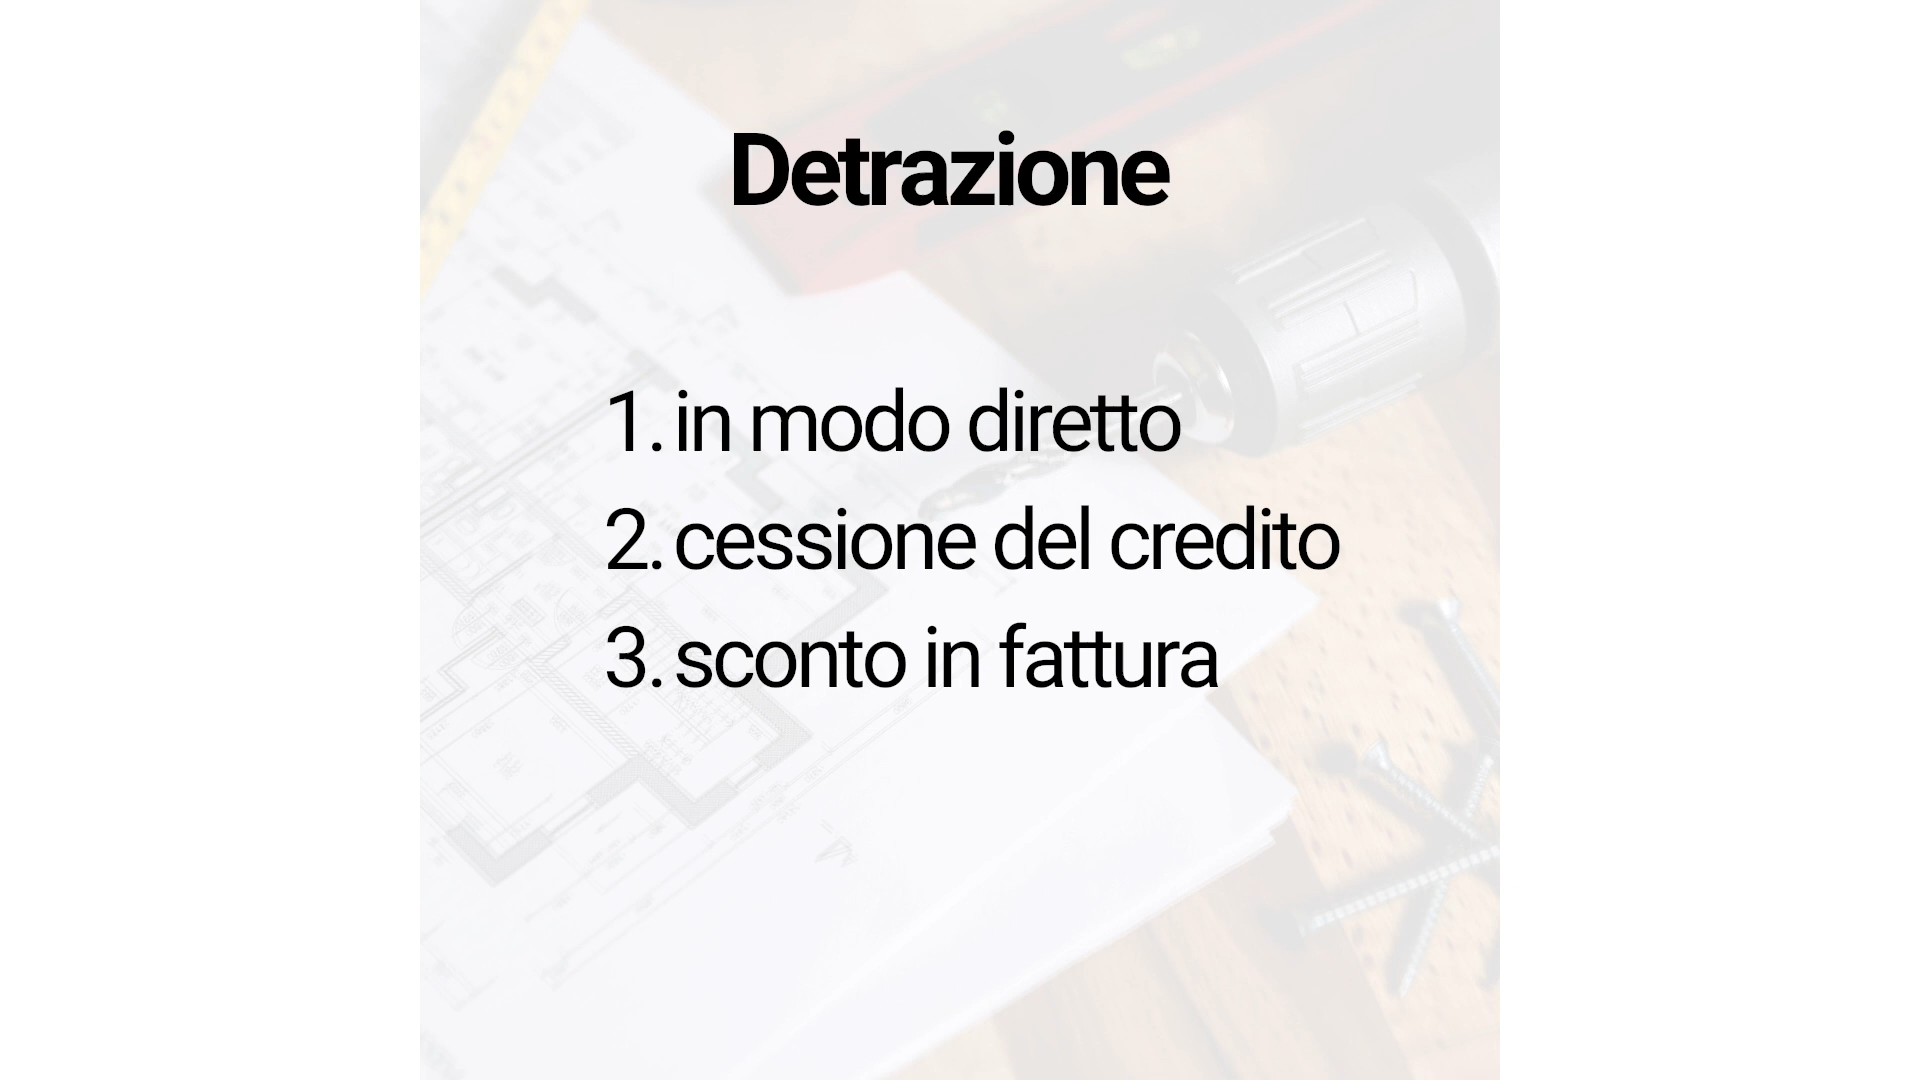 Detrazione
1. in modo diretto
2. cessione del credito
3. sconto in fattura